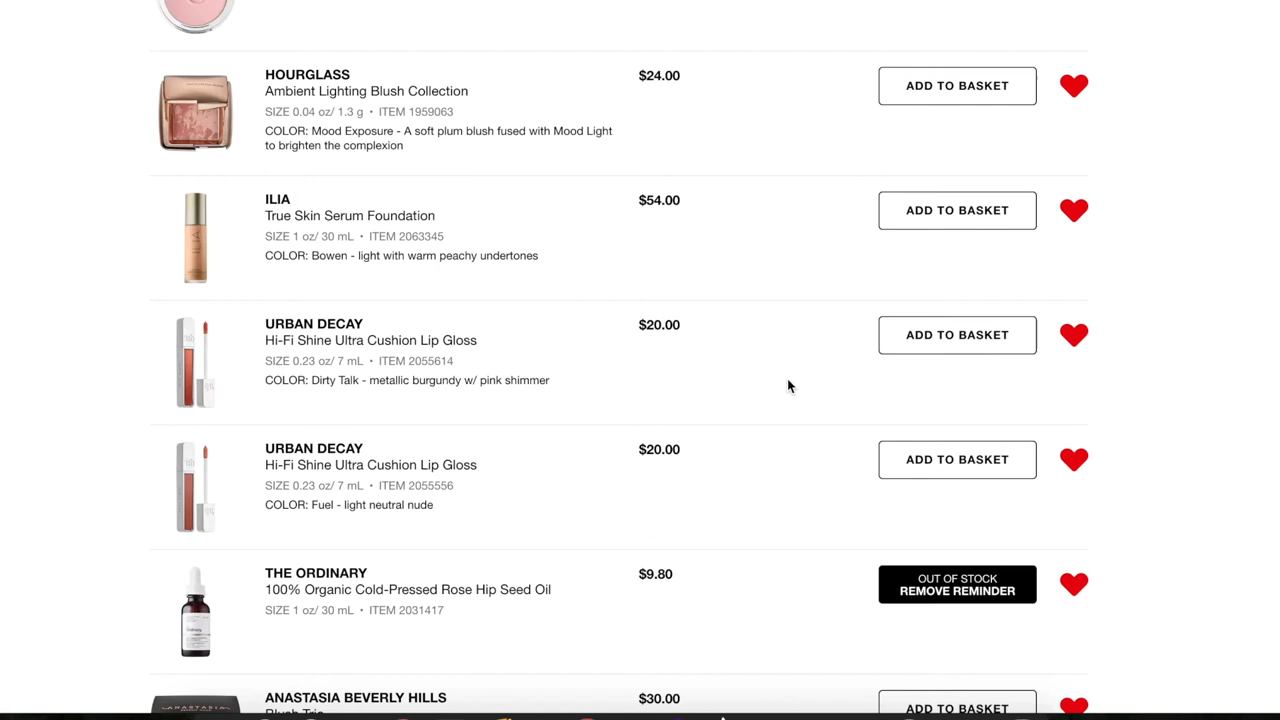 HOURGLASS
Ambient Lighting Blush Collection
SIZE 0.04 oz/ 1.3 g • ITEM 1959063
COLOR: Mood Exposure - A soft plum blush fused with Mood Light
to brighten the complexion
$24.00
ADD TO BASKET
ILIA
True Skin Serum Foundation
SIZE 1 oz/ 30 mL • ITEM 2063345
COLOR: Bowen - light with warm peachy undertones
$54.00
ADD TO BASKET
URBAN DECAY
Hi-Fi Shine Ultra Cushion Lip Gloss
SIZE 0.23 oz/ 7 mL • ITEM 2055614
COLOR: Dirty Talk - metallic burgundy w/ pink shimmer
$20.00
ADD TO BASKET
URBAN DECAY
Hi-Fi Shine Ultra Cushion Lip Gloss
SIZE 0.23 oz/ 7 mL • ITEM 2055556
COLOR: Fuel - light neutral nude
$20.00
ADD TO BASKET
THE ORDINARY
100% Organic Cold-Pressed Rose Hip Seed Oil
SIZE 1 oz/ 30 mL • ITEM 2031417
$9.80
OUT OF STOCK
REMOVE REMINDER
ANASTASIA BEVERLY HILLS
Blush Trio
$30.00
ADD TO BASKET